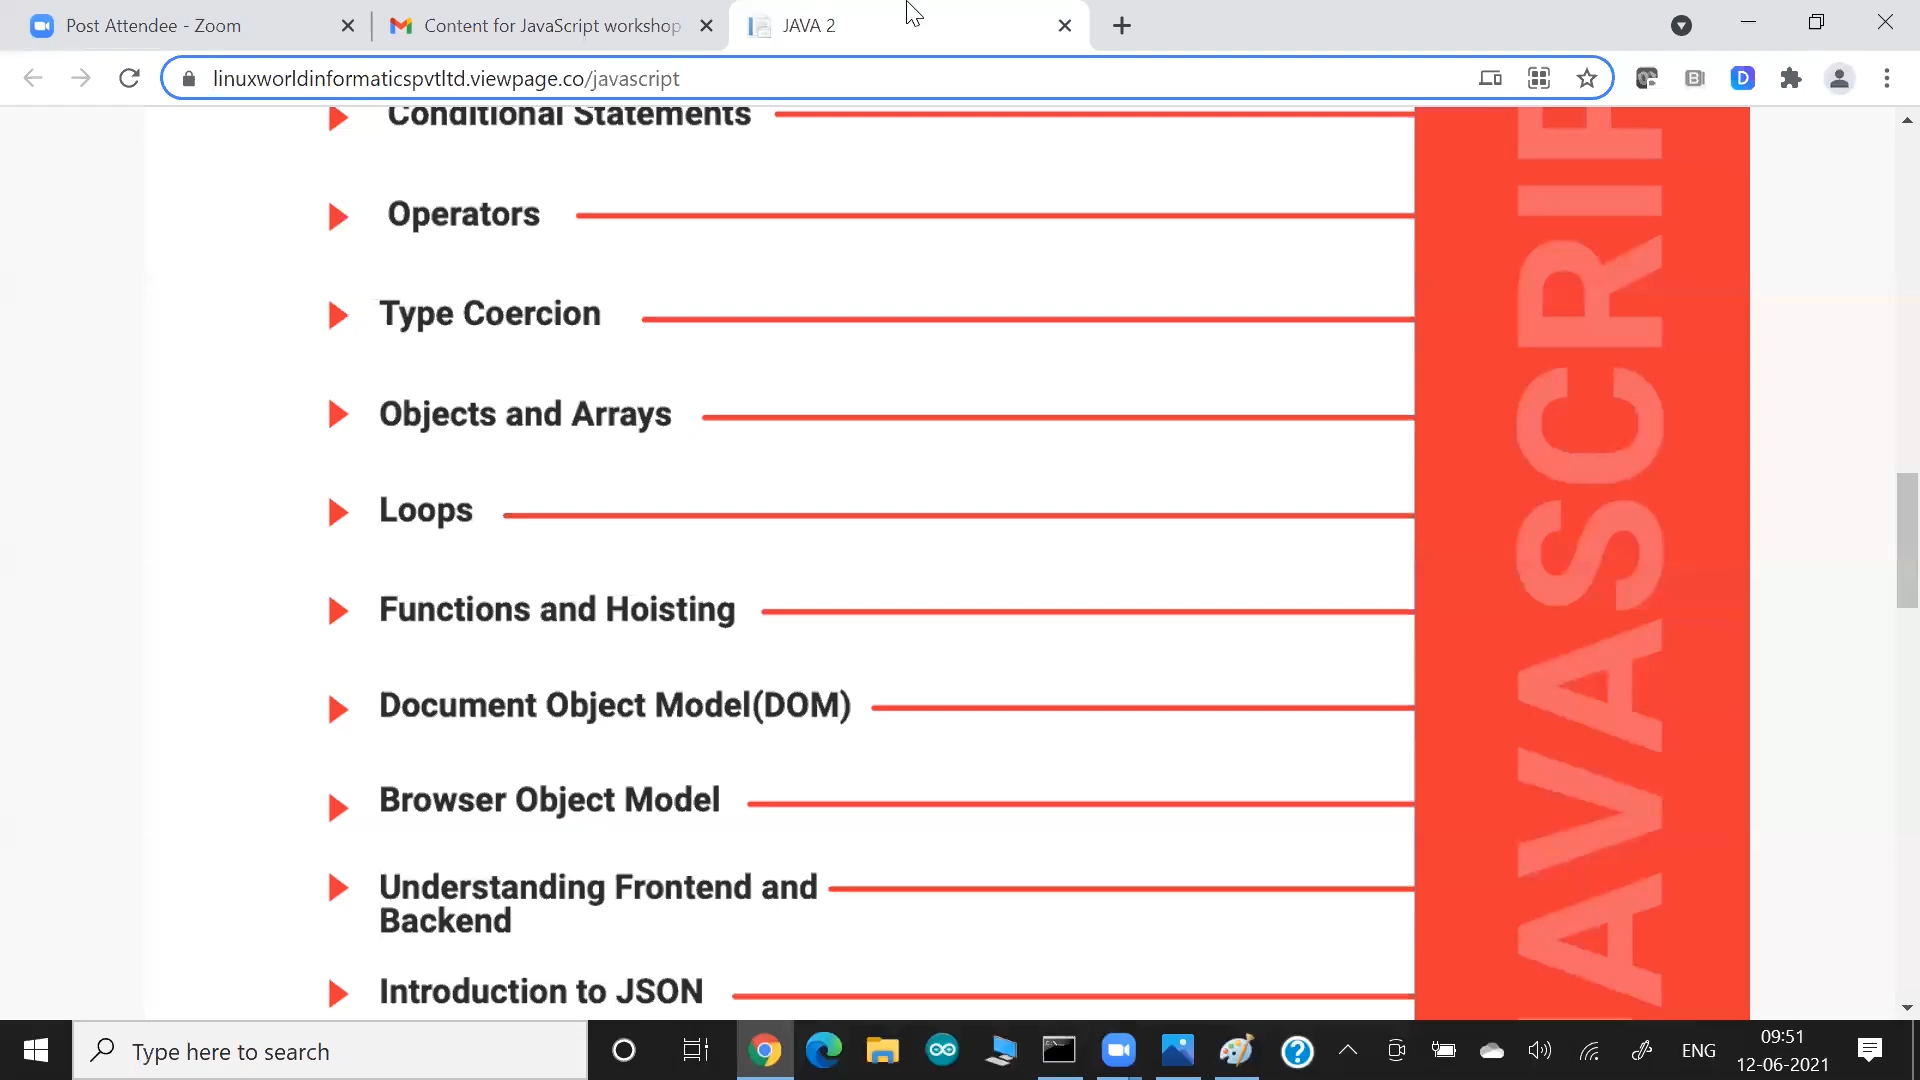 Post Attendee - Zoom
Content for JavaScript workshop
JAVA 2
linuxworldinformaticspvtltd.viewpage.co/javascript
Conditional Statements
Operators
Type Coercion
Objects and Arrays
Loops
Functions and Hoisting
Document Object Model(DOM)
Browser Object Model
Understanding Frontend and
Backend
Introduction to JSON
AVASCRIP
Type here to search
ENG
09:51
12-06-2021